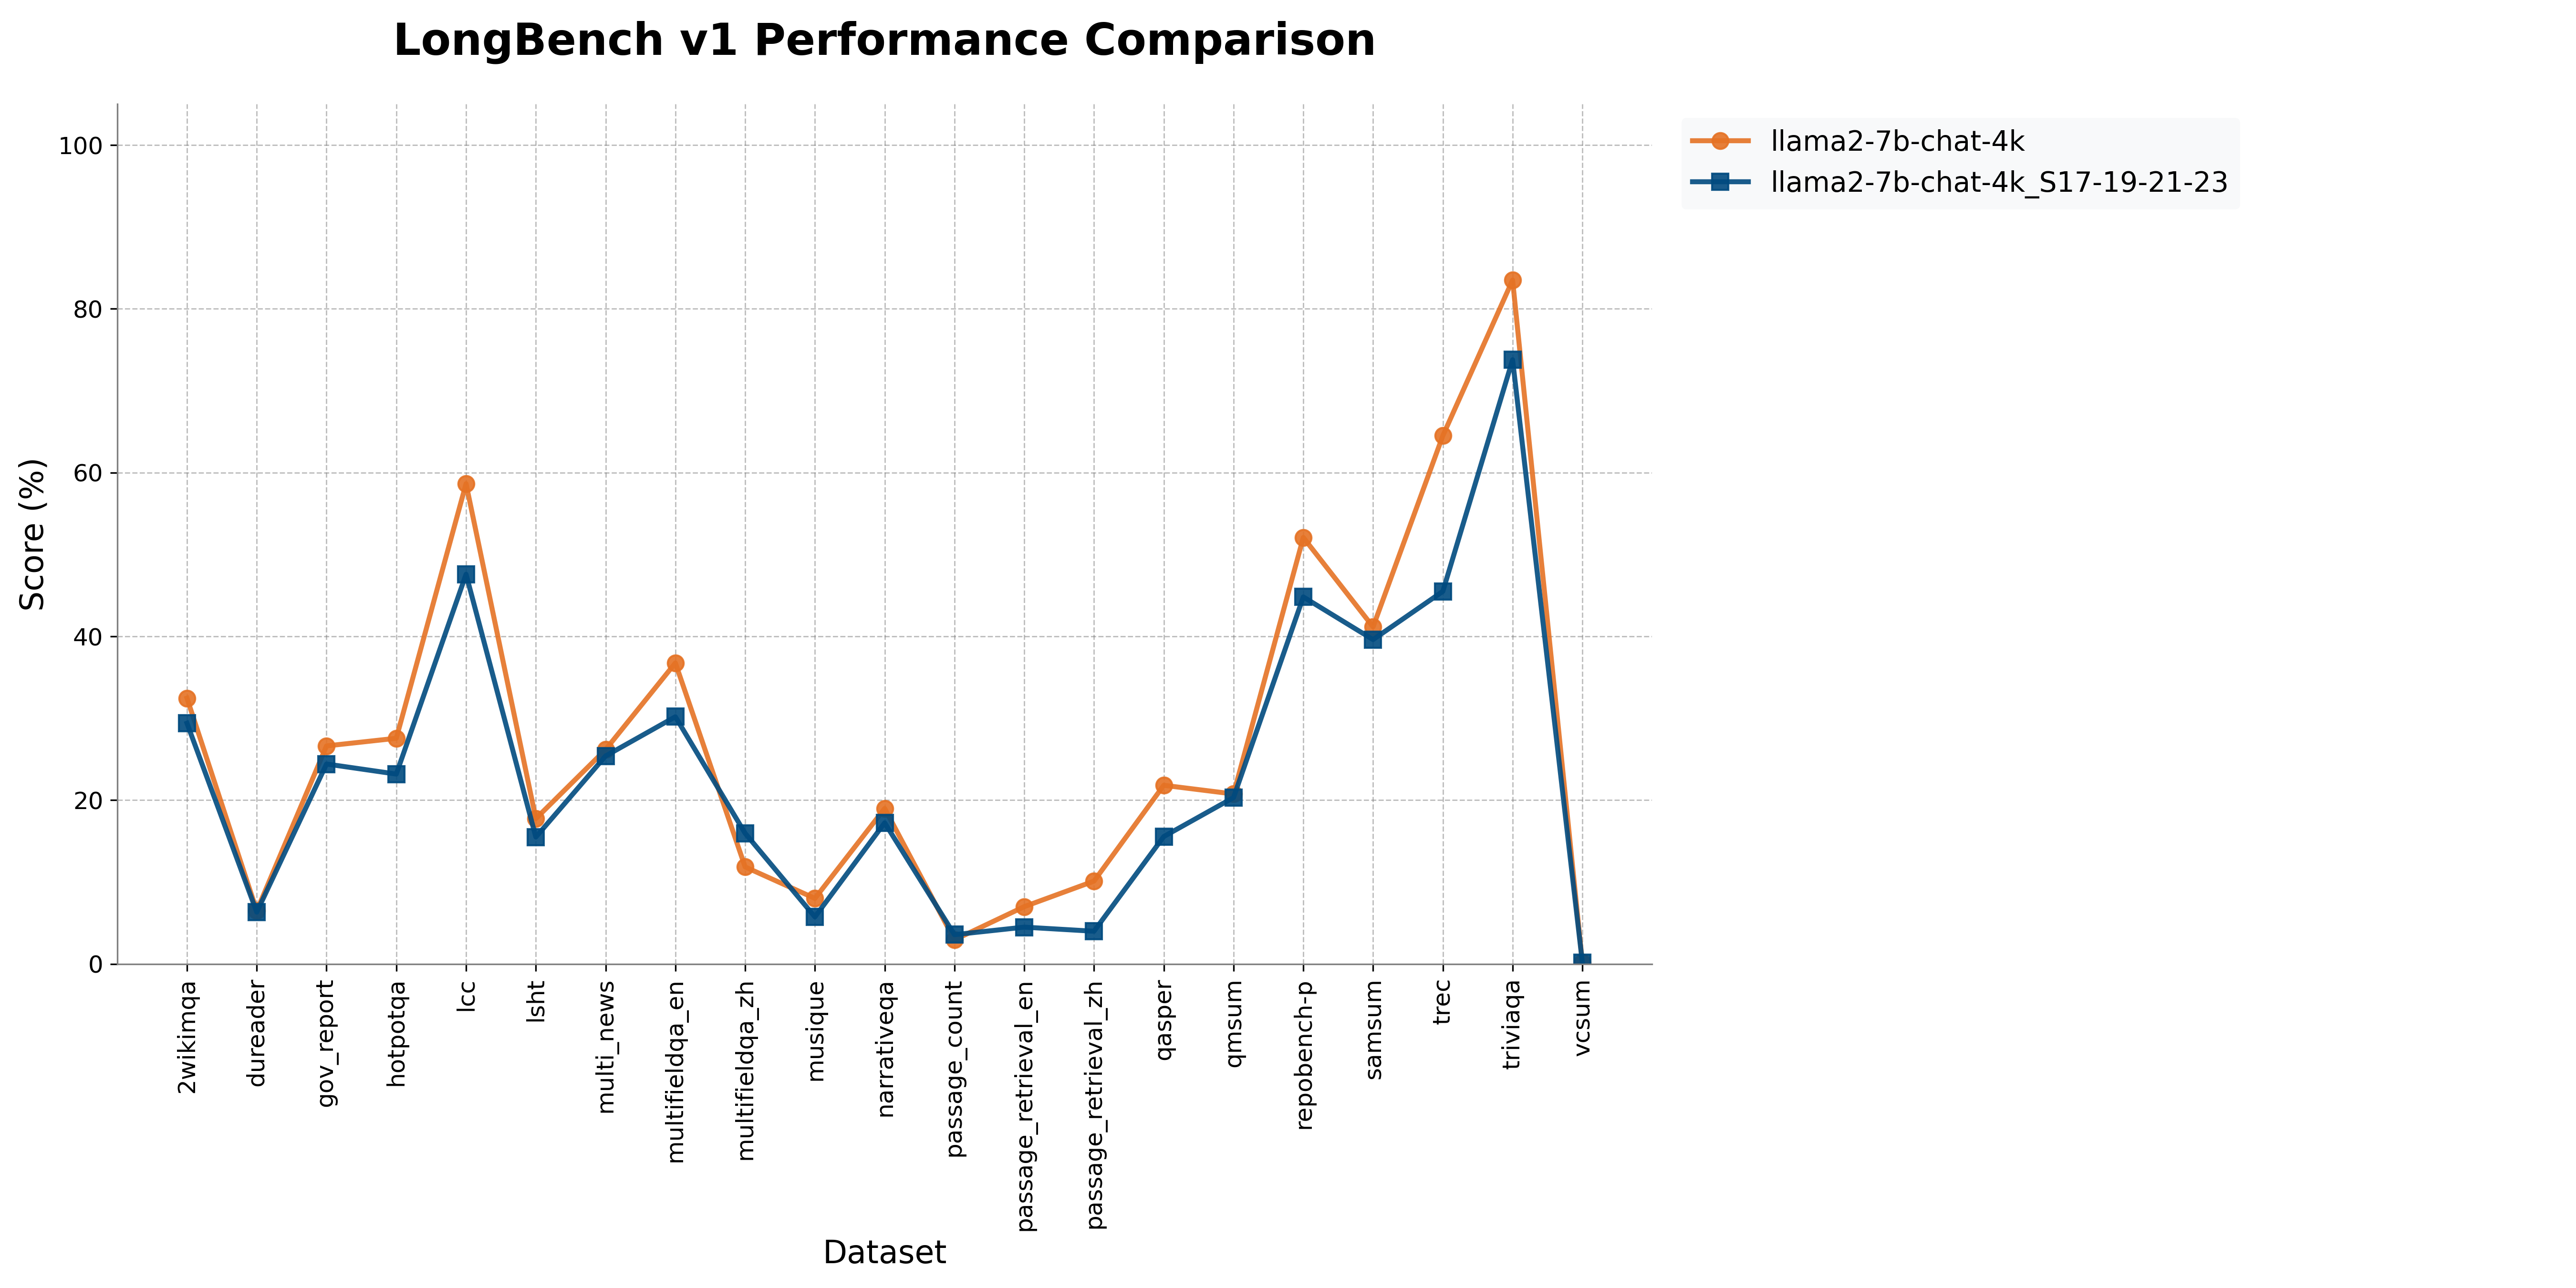 LongBench v1 Performance Comparison
llama2-7b-chat-4k
llama2-7b-chat-4k_S17-19-21-23
Score (%)
100
80
60
40
20
0
2wikimqa
dureader
gov_report
hotpotqa
lcc
lsht
multi_news
multifieldqa_en
multifieldqa_zh
musique
narrativeqa
passage_count
passage_retrieval_en
passage_retrieval_zh
qasper
qmsum
repobench-p
samsum
trec
triviaqa
vcsum
Dataset